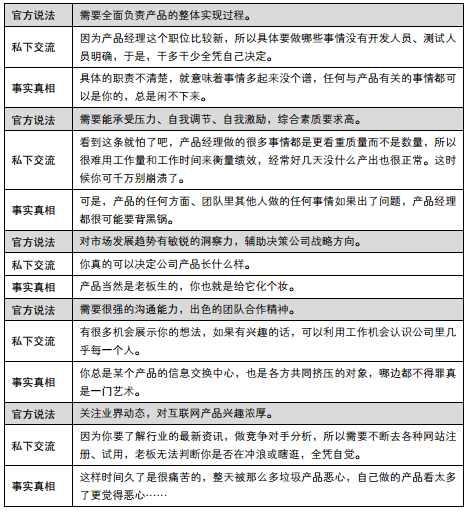 官方说法
需要全面负责产品的整体实现过程。
私下交流
因为产品经理这个职位比较新，所以具体要做哪些事情没有开发人员、测试人
员明确，于是，干多干少全凭自己决定。
事实真相
具体的职责不清楚，就意味着事情多起来没个谱，任何与产品有关的事情都可
以是你的，总是闲不下来。
官方说法
需要能承受压力、自我调节、自我激励，综合素质要求高。
私下交流
看到这条就怕了吧，产品经理做的很多事情都是更看重质量而不是数量，所以
很难用工作量和工作时间来衡量绩效，经常好几天没什么产出也很正常。这时
候你可千万别崩溃了。
事实真相
可是，产品的任何方面、团队里其他人做的任何事情如果出了问题，产品经理
都很可能要背黑锅。
官方说法
对市场发展趋势有敏锐的洞察力，辅助决策公司战略方向。
私下交流
你真的可以决定公司产品长什么样。
事实真相
产品当然是老板生的，你也就是给它化个妆。
官方说法
需要很强的沟通能力，出色的团队合作精神。
私下交流
有很多机会展示你的想法，如果有兴趣的话，可以利用工作机会认识公司里几
乎每一个人。
事实真相
你总是某个产品的信息交换中心，也是各方共同挤压的对象，哪边都不得罪真
是一门艺术。
官方说法
关注业界动态，对互联网产品兴趣浓厚。
私下交流
因为你要了解行业的最新资讯，做竞争对手分析，所以需要不断去各种网站注
册、试用，老板无法判断你是否在冲浪或瞎逛，全凭自觉。
事实真相
这样时间久了是很痛苦的，整天被那么多垃圾产品恶心，自己做的产品看太多
了更觉得恶心……